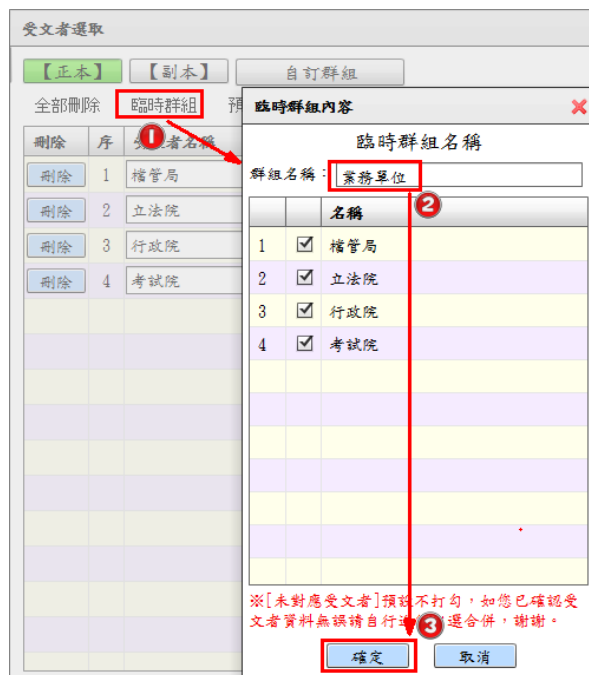 受文者選取
【正本】 【副本】 自訂群組
全部刪除 臨時群組 預
刪除 序 者名稱
刪除 1 檔管局
刪除 2 立法院
刪除 3 行政院
刪除 4 考試院
臨時群組內容
臨時群組名稱
群組名稱: 業務單位
名稱
1 檔管局
2 立法院
3 行政院
4 考試院
※[未對應受文者]預設不打勾,如您已確認受
文者資料無誤請自行 選合併,謝謝。
確定 取消
1
2
3